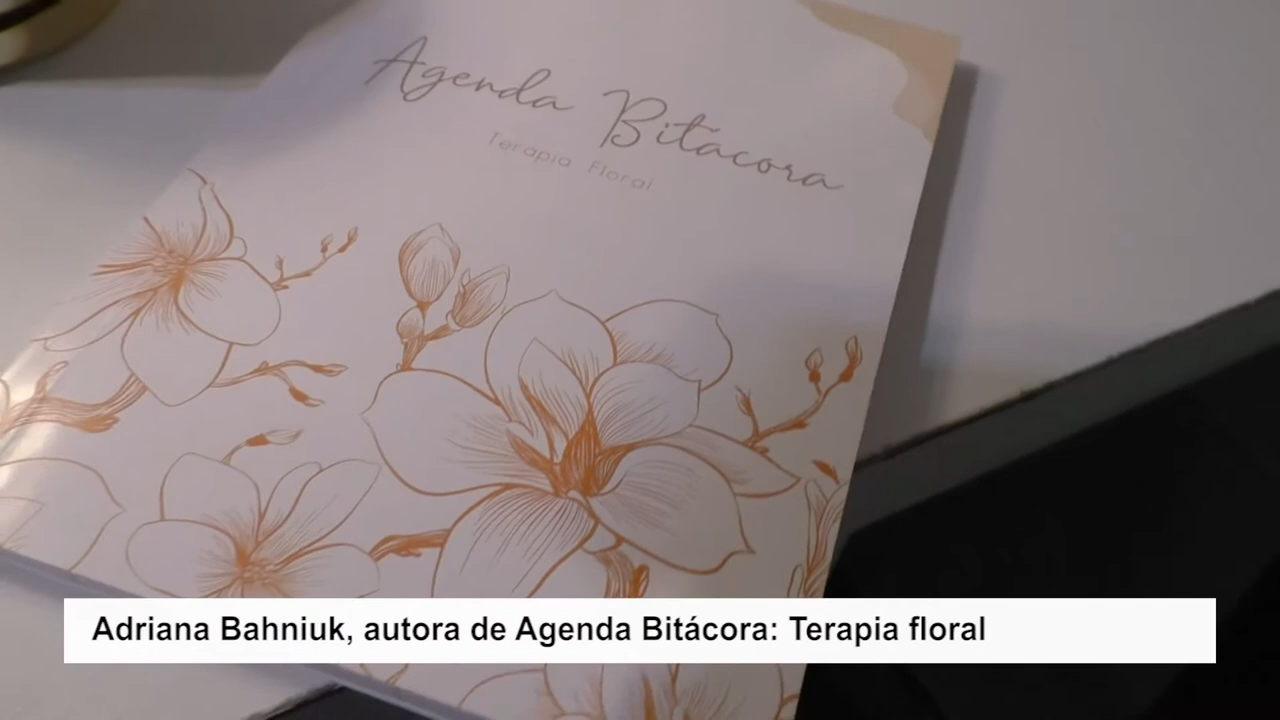 Agenda Bitácora
Terapia Floral
Adriana Bahniuk, autora de Agenda Bitácora: Terapia floral